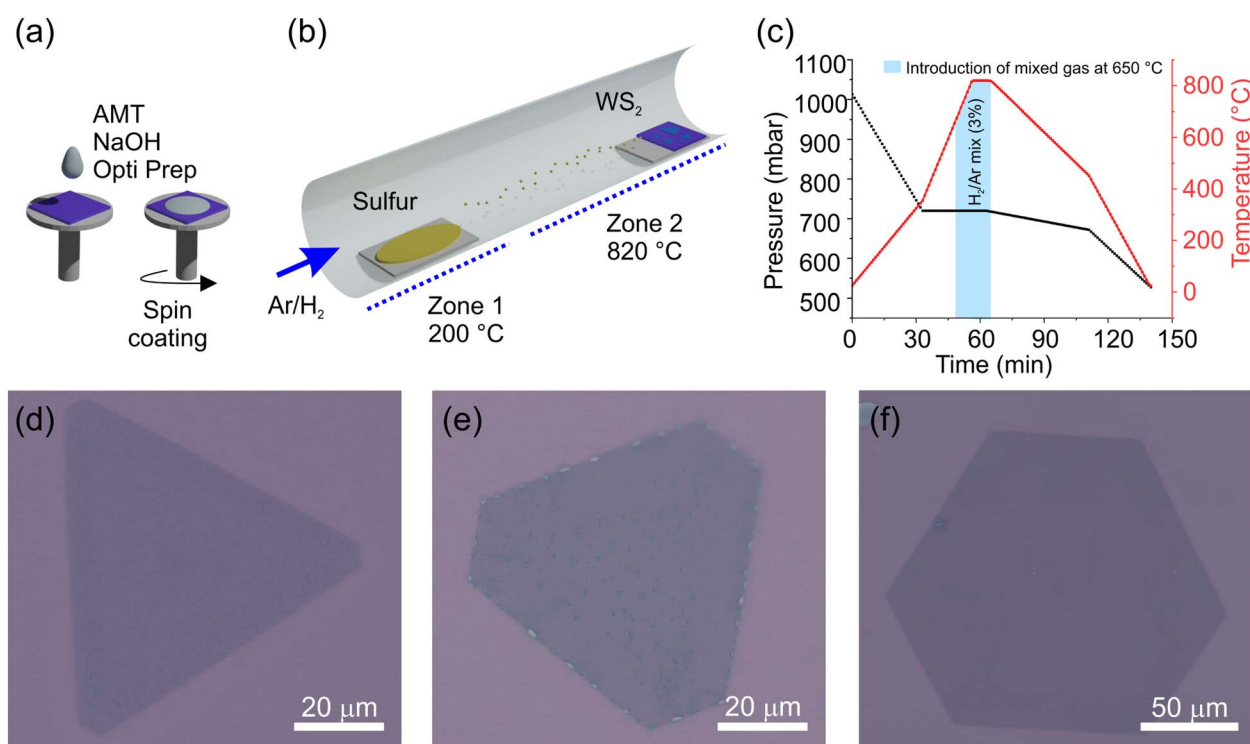 (a)
AMT
NaOH
Opti Prep
Spin
coating
(b)
WS₂
Sulfur
Ar/H₂
Zone 1
200 °C
Zone 2
820 °C
(c)
Introduction of mixed gas at 650 °C
H₂/Ar mix (3%)
1100
1000
900
800
700
600
500
Pressure (mbar)
800
600
400
200
0
Temperature (°C)
0 30 60 90 120 150
Time (min)
(d)
20 μm
(e)
20 μm
(f)
50 μm